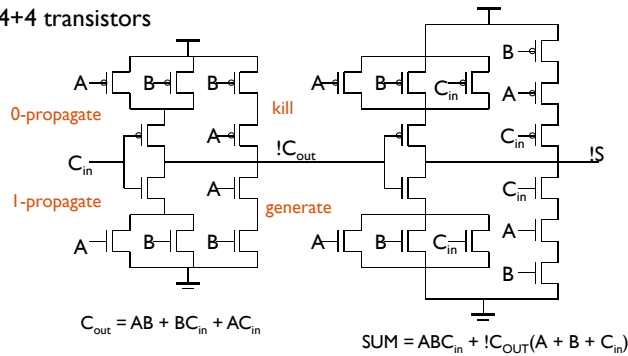 4+4 transistors
B
A B B A B C_in A
0-propagate kill
A C_in
C_in !C_out !S
A C_in
1-propagate generate
A B B A B C_in A
B
C_out = AB + BC_in + AC_in
SUM = ABC_in + !C_OUT(A + B + C_in)